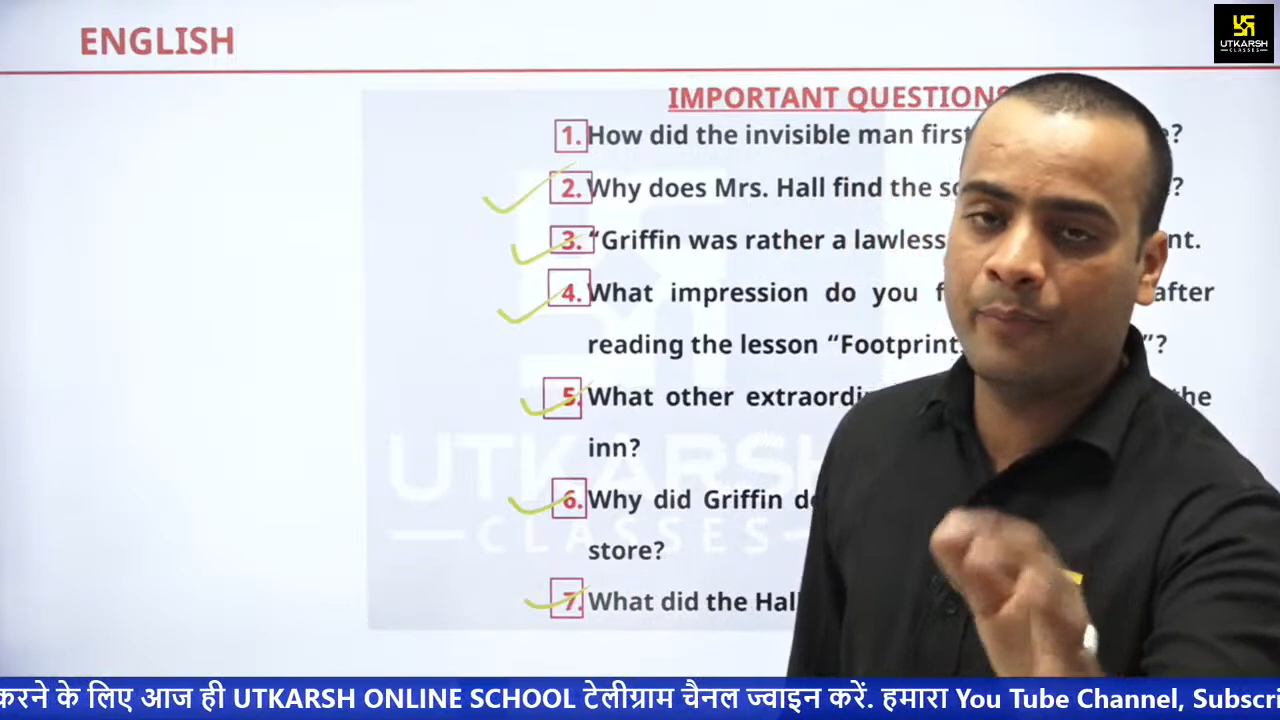 ENGLISH
UTKARSH
CLASSES
IMPORTANT QUESTIONS
1. How did the invisible man first
2. Why does Mrs. Hall find the ?
3. “Griffin was rather a lawless
4. What impression do you after
reading the lesson “Footprint ”?
5. What other the
inn?
6. Why did Griffin
store?
7. What did the
UTKARSH
CLASSES
करने के लिए आज ही UTKARSH ONLINE SCHOOL टेलीग्राम चैनल ज्वाइन करें. हमारा You Tube Channel,